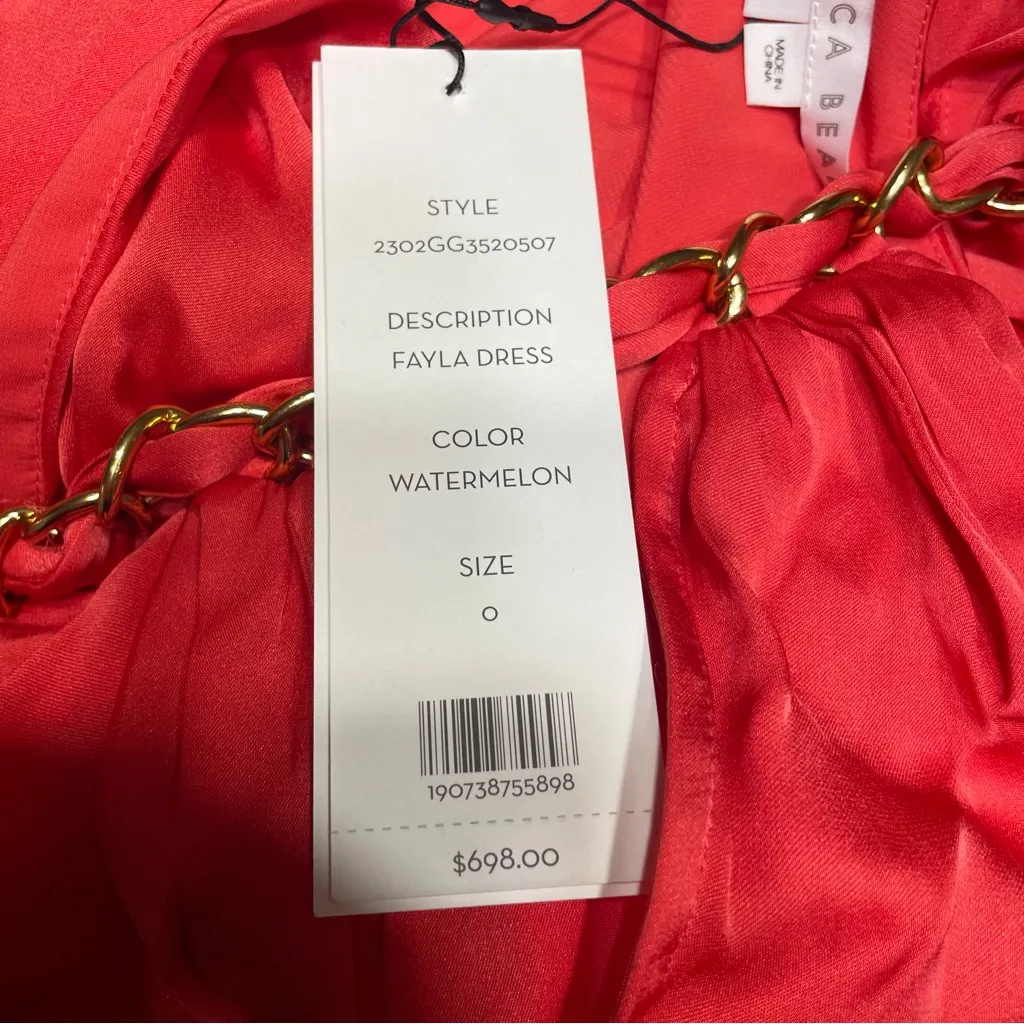 STYLE
2302GG3520507
DESCRIPTION
FAYLA DRESS
COLOR
WATERMELON
SIZE
0
190738755898
$698.00
MADE IN
CHINA
CA BEA